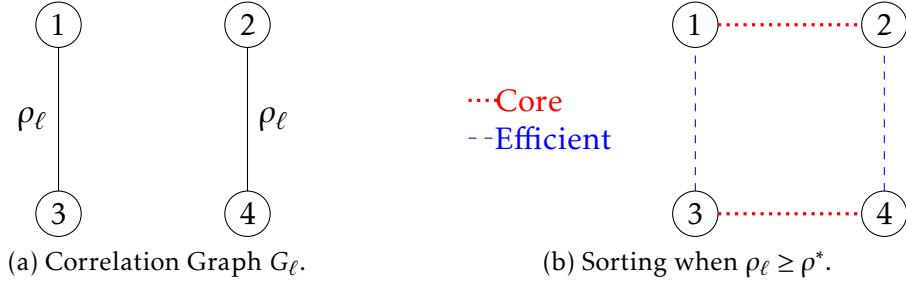 1 2
ρℓ ρℓ
3 4
(a) Correlation Graph Gℓ.
1 2
Core
Efficient
3 4
(b) Sorting when ρℓ ≥ ρ*.